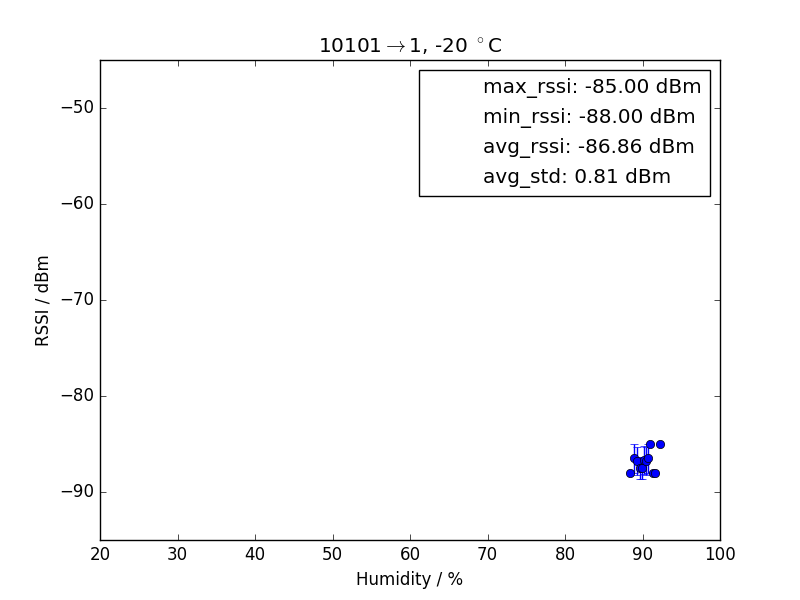 10101→1, -20 °C
max_rssi: -85.00 dBm
min_rssi: -88.00 dBm
avg_rssi: -86.86 dBm
avg_std: 0.81 dBm
RSSI / dBm
−50
−60
−70
−80
−90
20 30 40 50 60 70 80 90 100
Humidity / %